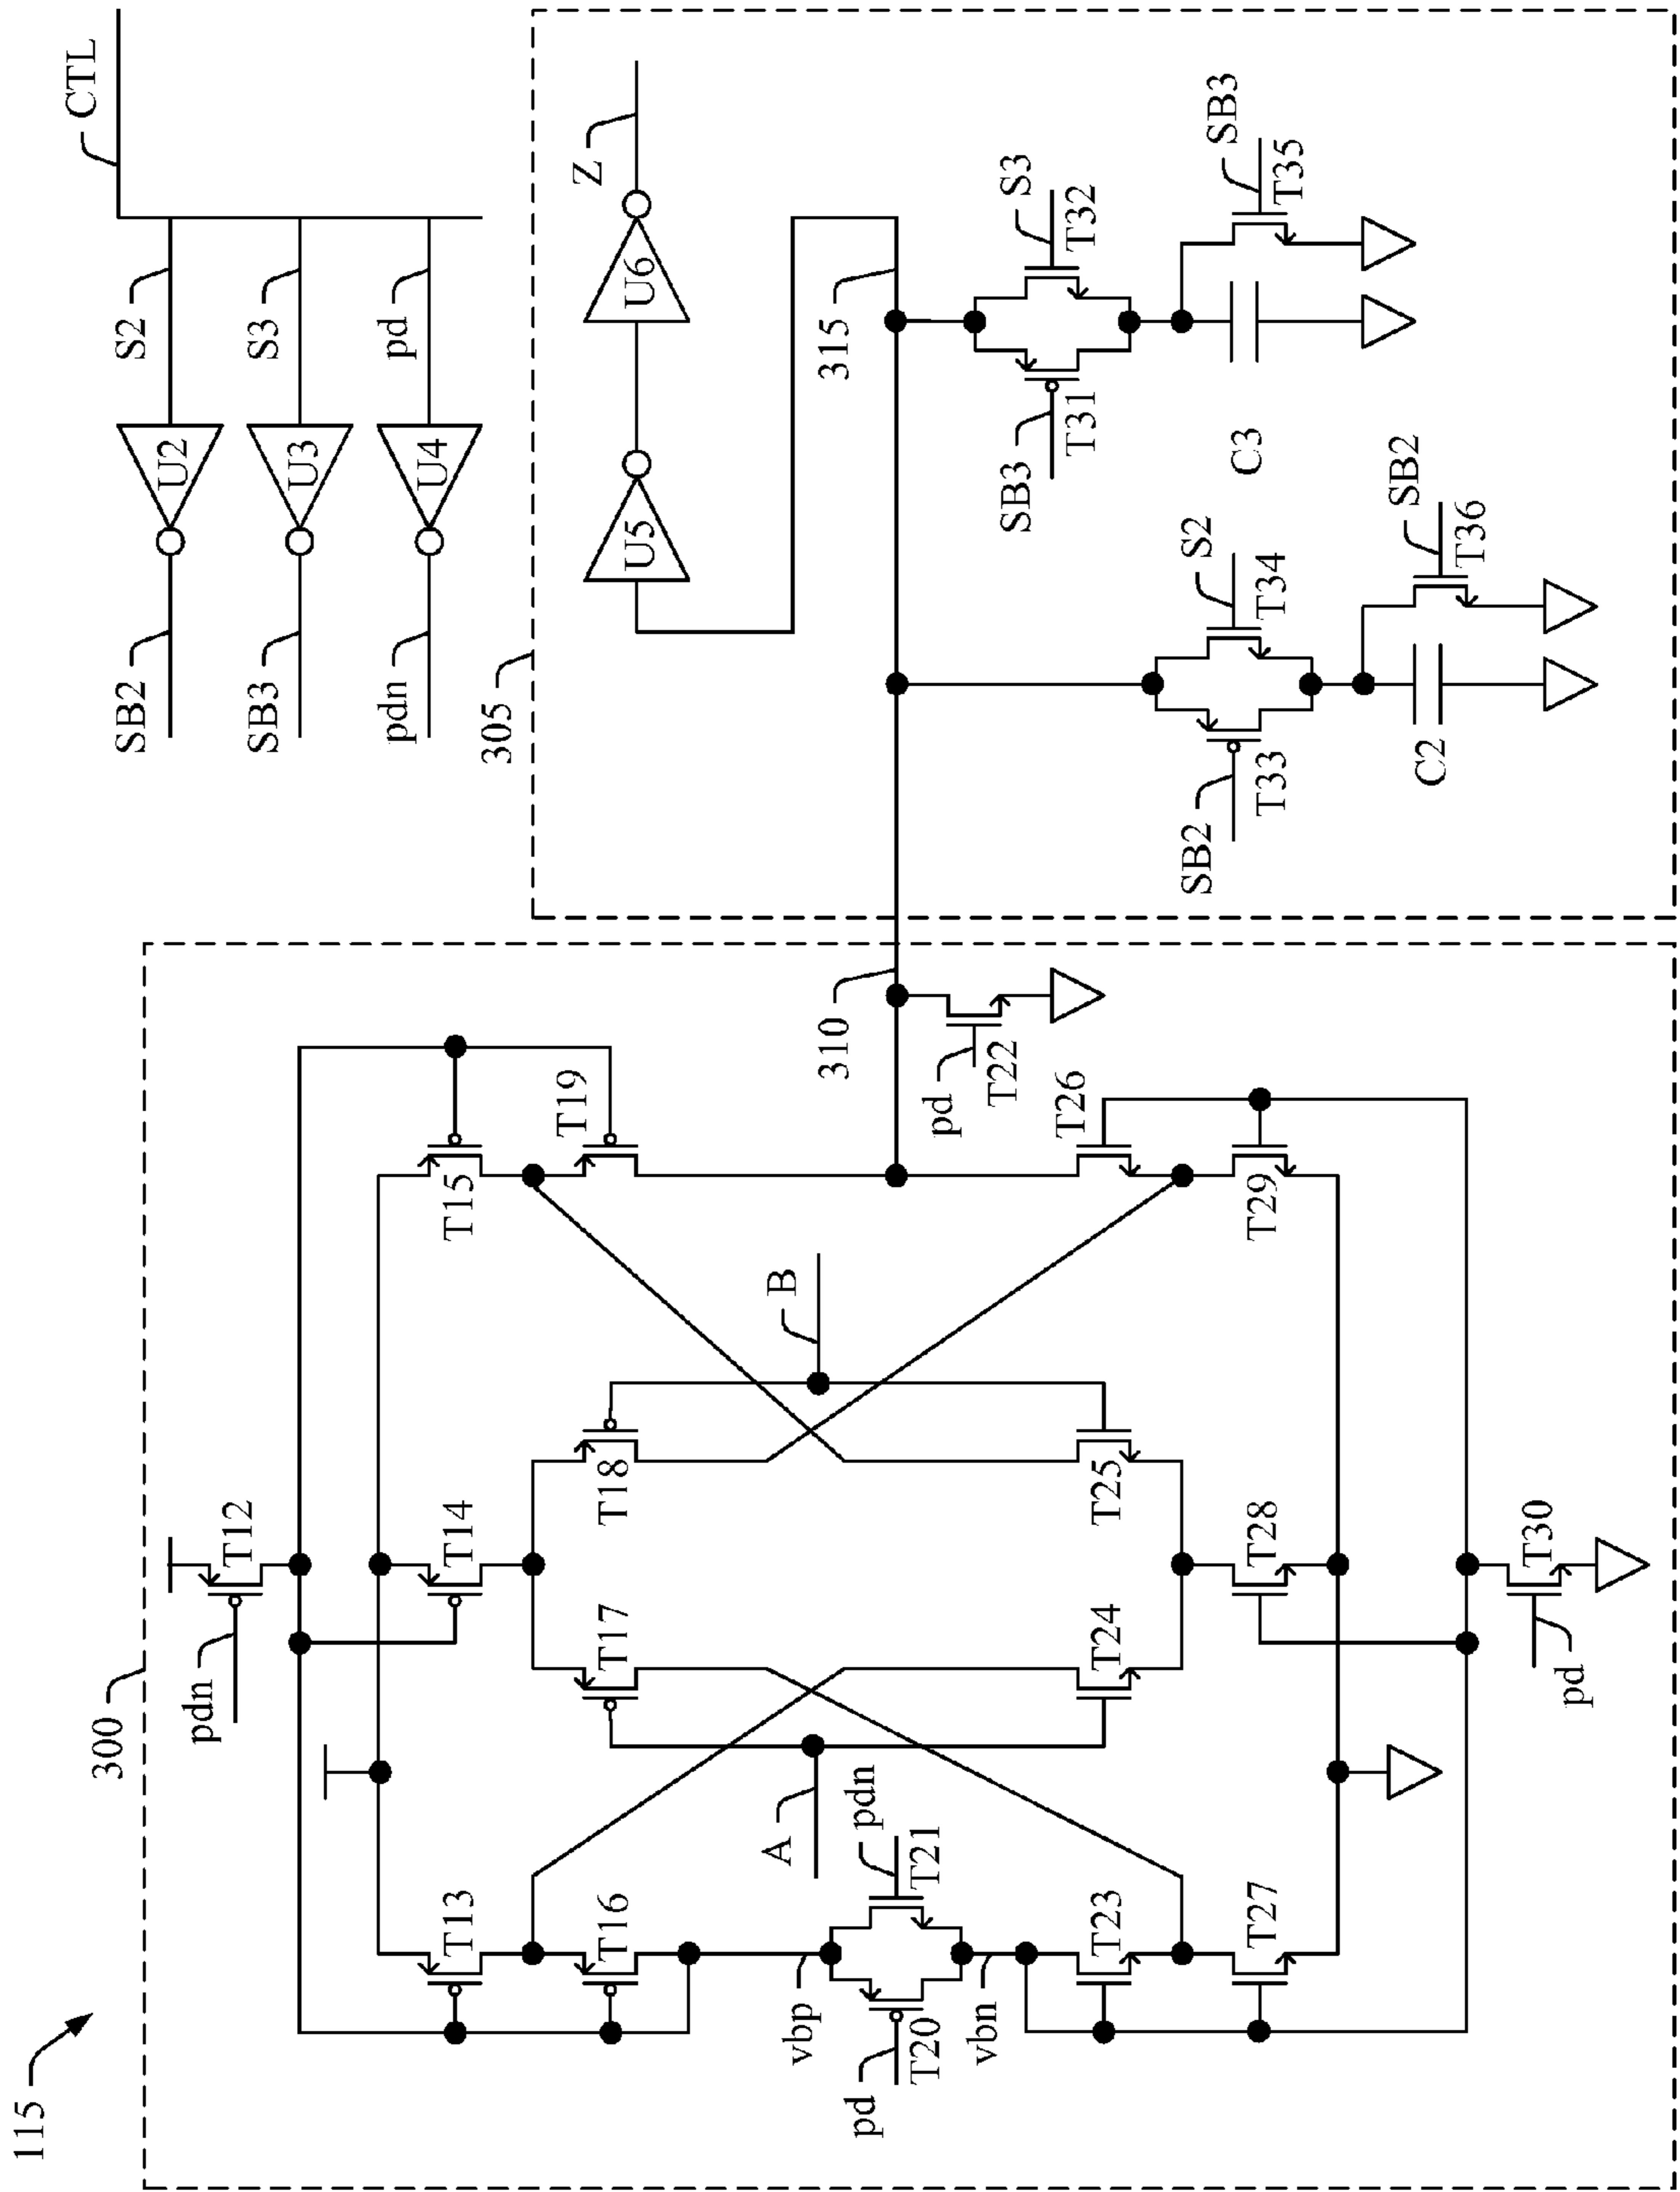 115
300
pdn
T12
T13
T14
T15
T16
T17
T18
T19
A
B
vbp
pd
T20
pdn
T21
vbn
310
pd
T22
T23
T24
T25
T26
T27
T28
T29
pd
T30
CTL
SB2
U2
S2
SB3
U3
S3
pdn
U4
pd
305
U5
U6
Z
315
SB3
T31
S3
T32
C3
SB3
T35
SB2
T33
S2
T34
C2
SB2
T36